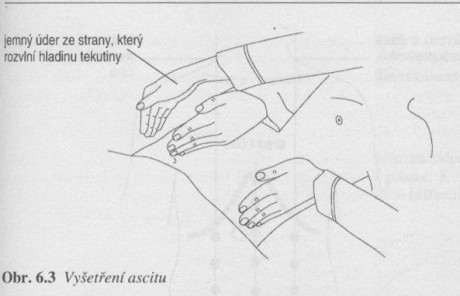 jemný úder ze strany, který
rozvlní hladinu tekutiny
Obr. 6.3 Vyšetření ascitu